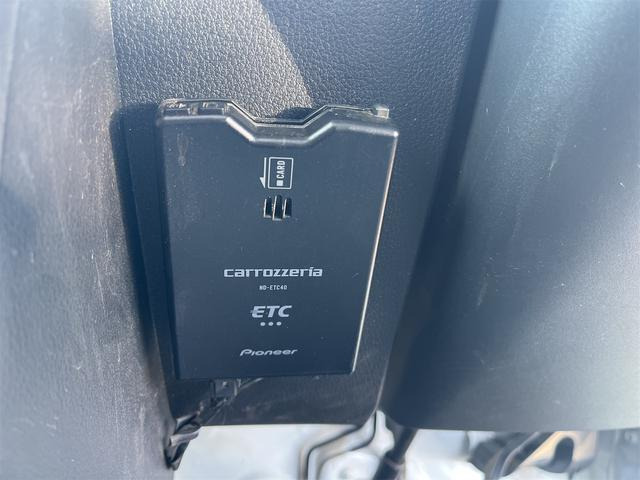 CARD
carrozzeria
ND-ETC40
ETC
Pioneer